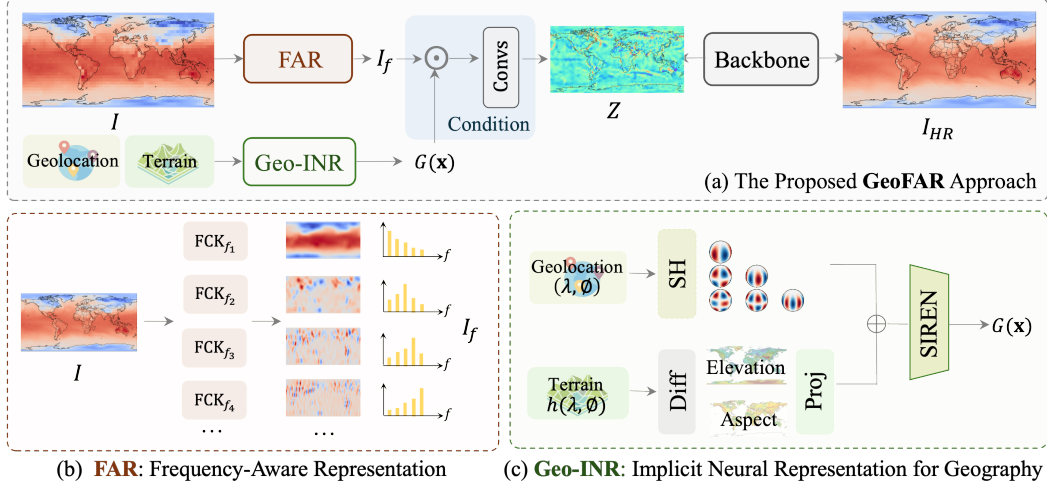 FAR
I_f
⊙
Convs
Condition
Backbone
I
Z
I_HR
Geolocation
Terrain
Geo-INR
G(x)
(a) The Proposed GeoFAR Approach
FCK_f₁
f
FCK_f₂
f
I_f
FCK_f₃
f
I
FCK_f₄
f
...
...
(b) FAR: Frequency-Aware Representation
Geolocation
(λ, Ø)
SH
SIREN
G(x)
Terrain
h(λ, Ø)
Diff
Elevation
Aspect
Proj
(c) Geo-INR: Implicit Neural Representation for Geography